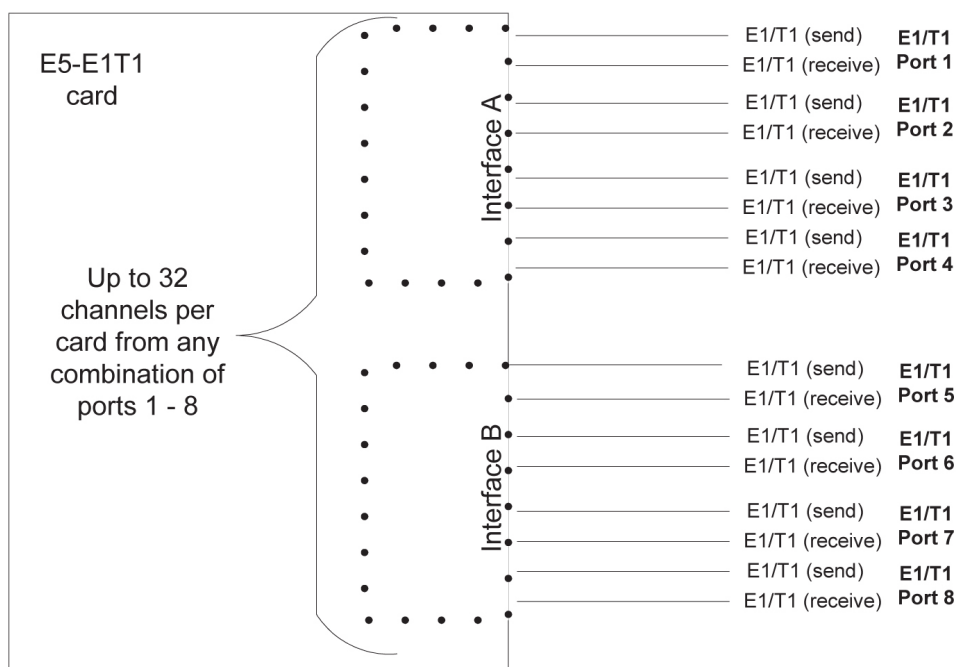 E5-E1T1
card
Up to 32
channels per
card from any
combination of
ports 1 - 8
Interface A
E1/T1 (send) E1/T1
E1/T1 (receive) Port 1
E1/T1 (send) E1/T1
E1/T1 (receive) Port 2
E1/T1 (send) E1/T1
E1/T1 (receive) Port 3
E1/T1 (send) E1/T1
E1/T1 (receive) Port 4
Interface B
E1/T1 (send) E1/T1
E1/T1 (receive) Port 5
E1/T1 (send) E1/T1
E1/T1 (receive) Port 6
E1/T1 (send) E1/T1
E1/T1 (receive) Port 7
E1/T1 (send) E1/T1
E1/T1 (receive) Port 8